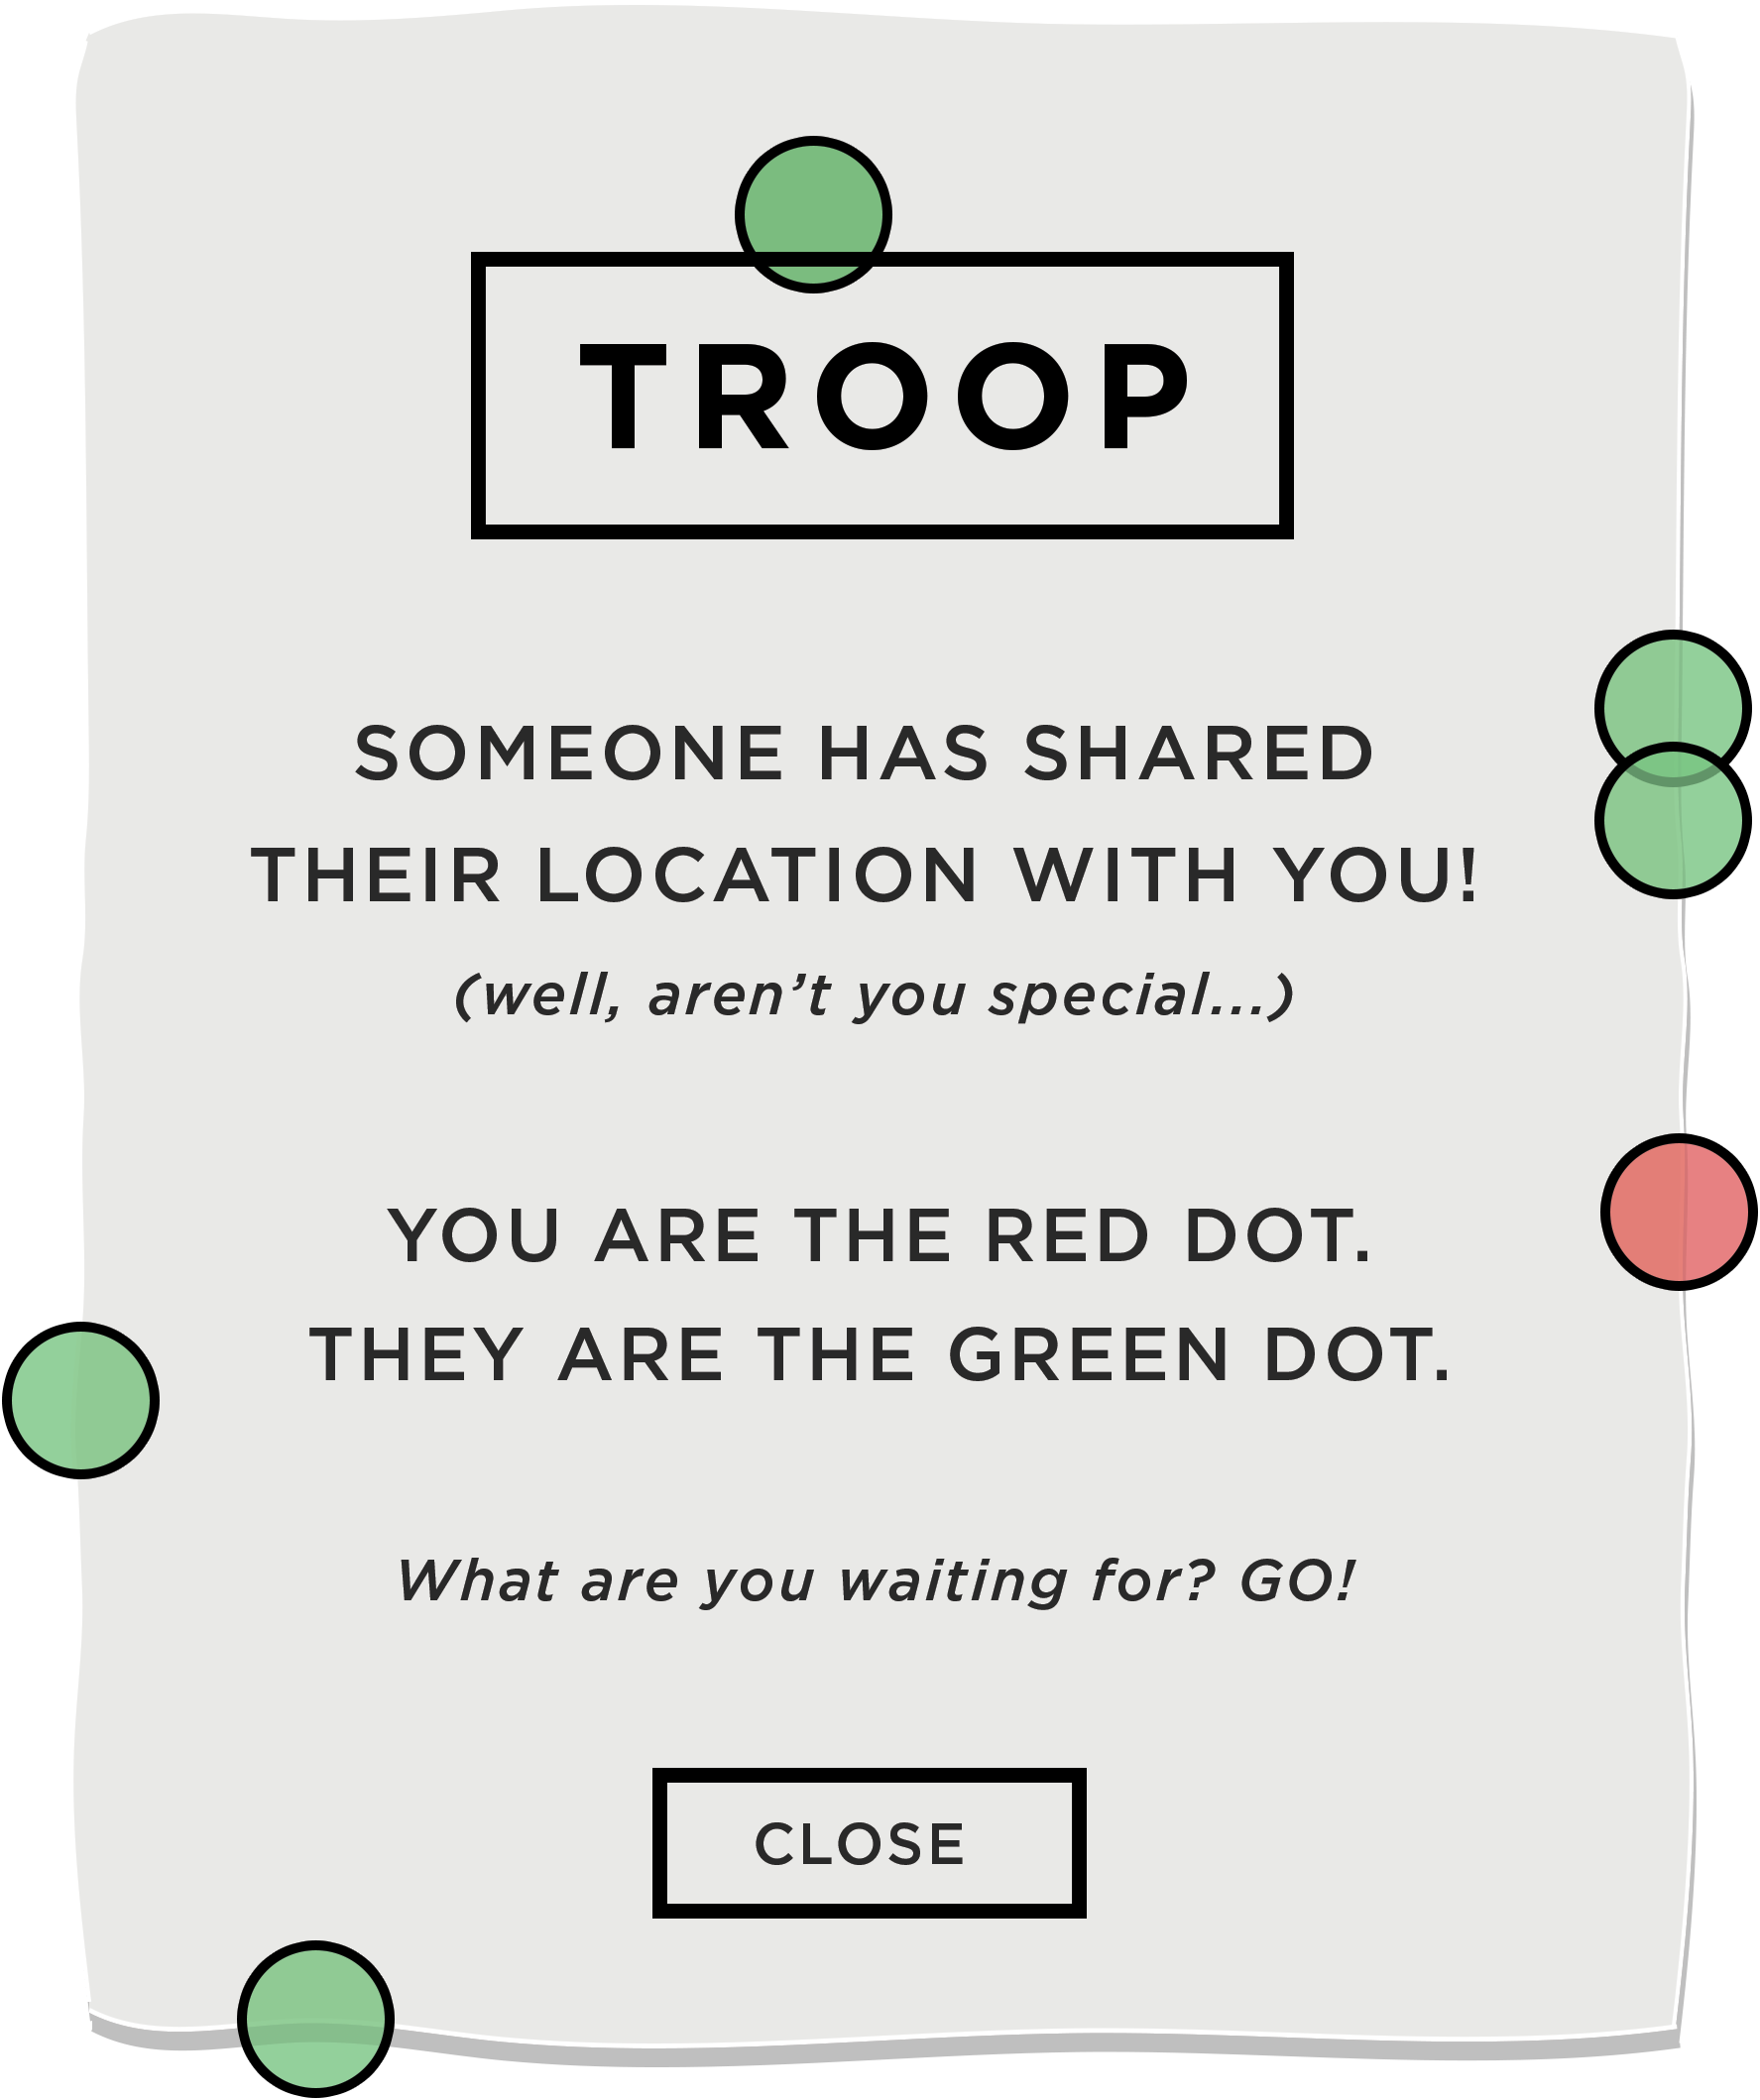 TROOP
SOMEONE HAS SHARED
THEIR LOCATION WITH YOU!
(well, aren’t you special...)
YOU ARE THE RED DOT.
THEY ARE THE GREEN DOT.
What are you waiting for? GO!
CLOSE